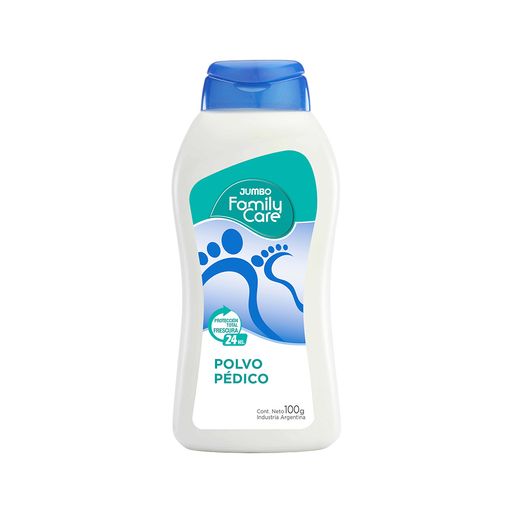 JUMBO
Family
Care
PROTECCIÓN
TOTAL
FRESCURA
24 HS.
POLVO
PÉDICO
Cont. Neto 100g
Industria Argentina